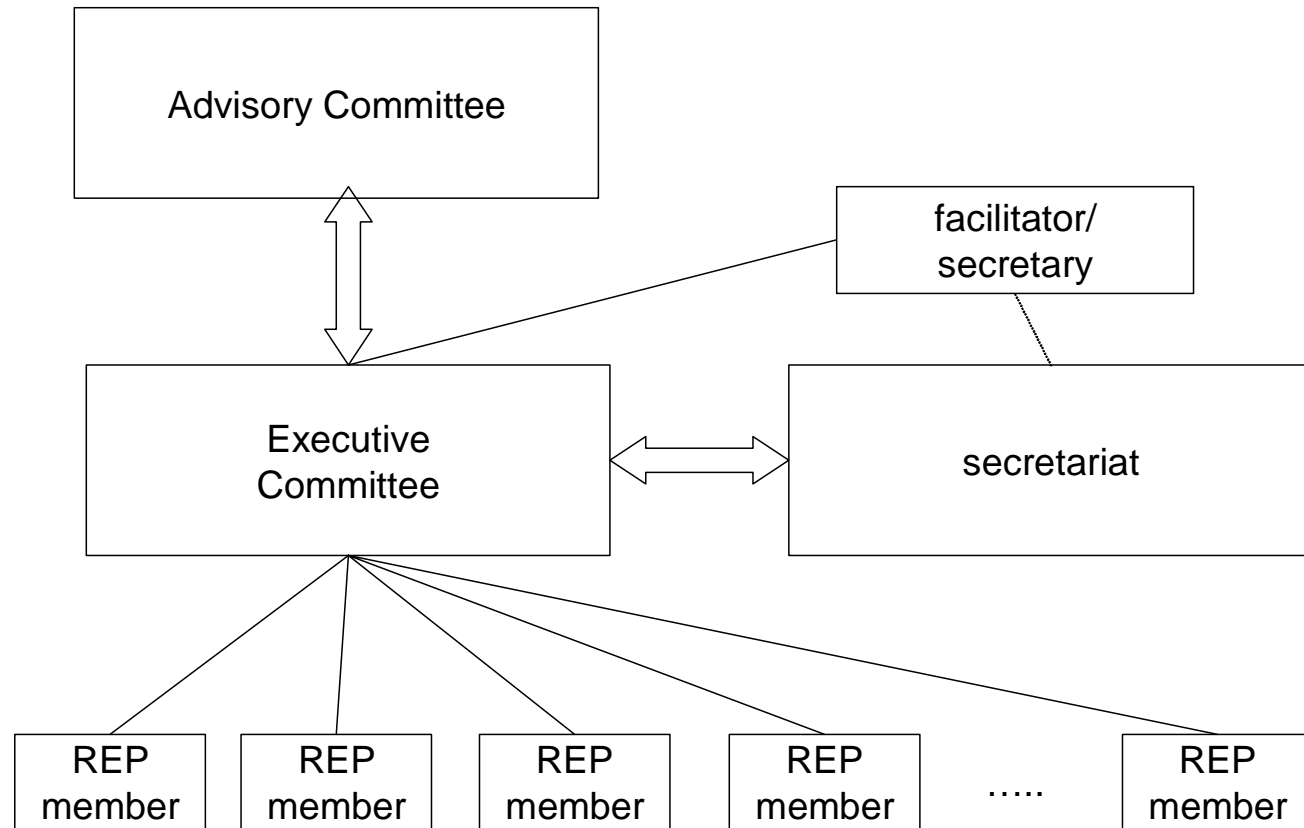 Advisory Committee
facilitator/
secretary
Executive
Committee
secretariat
REP
member
REP
member
REP
member
REP
member
.....
REP
member